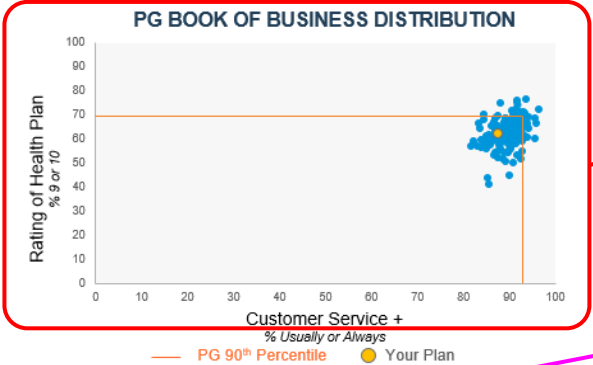 PG BOOK OF BUSINESS DISTRIBUTION
Rating of Health Plan
% 9 or 10
100
90
80
70
60
50
40
30
20
10
0
0 10 20 30 40 50 60 70 80 90 100
Customer Service +
% Usually or Always
PG 90th Percentile Your Plan